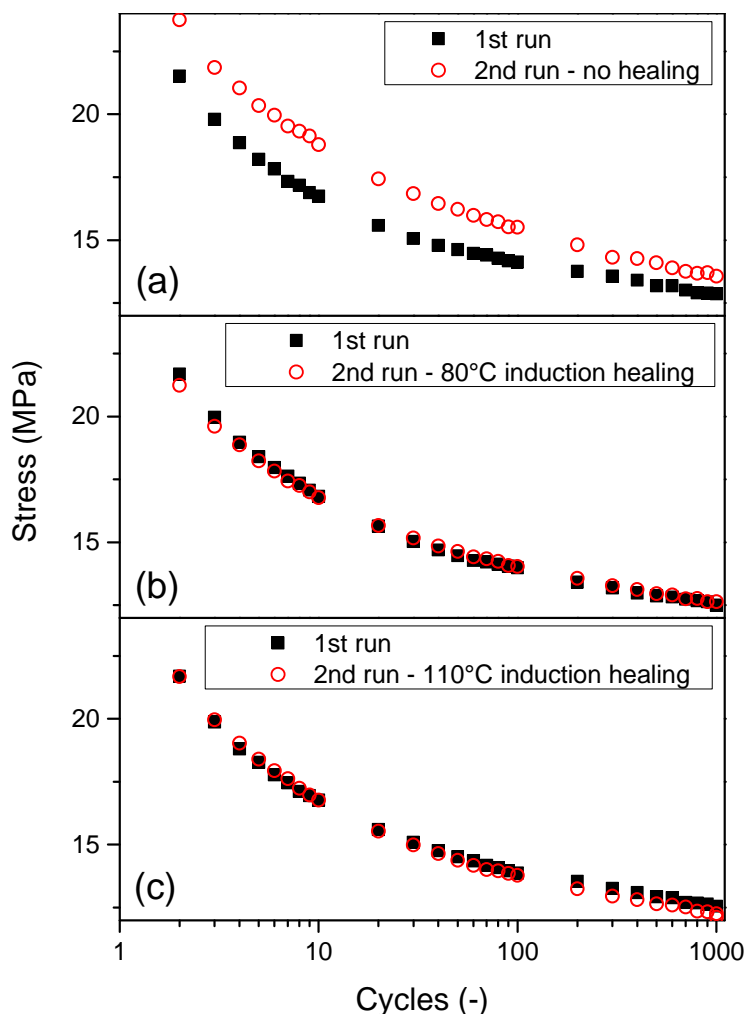 1st run
2nd run - no healing
20
15
(a)
1st run
2nd run - 80°C induction healing
20
15
(b)
Stress (MPa)
1st run
2nd run - 110°C induction healing
20
15
(c)
1 10 100 1000
Cycles (-)